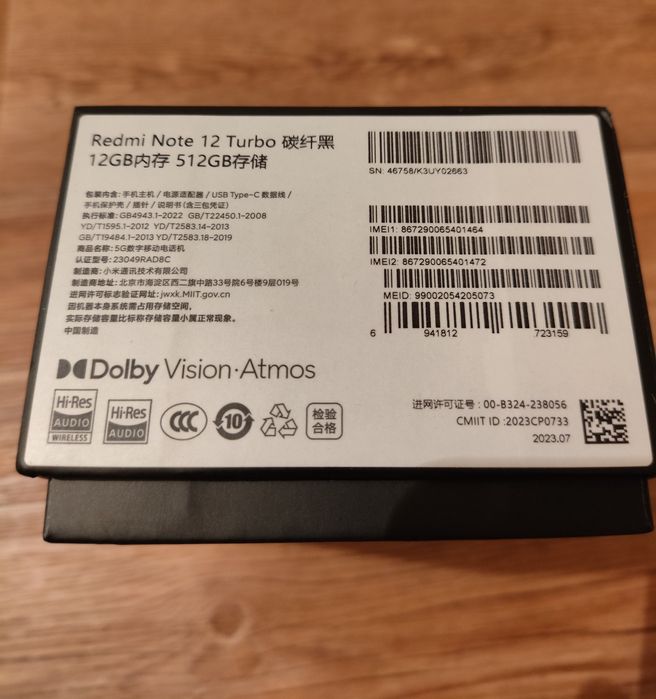 Redmi Note 12 Turbo 碳纤黑
12GB内存 512GB存储
SN: 46758/K3UY02663
包装内含: 手机主机 / 电源适配器 / USB Type-C 数据线 /
手机保护壳 / 插针 / 说明书(含三包凭证)
执行标准: GB4943.1-2022 GB/T22450.1-2008
YD/T1595.1-2012 YD/T2583.14-2013
GB/T19484.1-2013 YD/T2583.18-2019
商品名称: 5G数字移动电话机
认证型号: 23049RAD8C
制造商: 小米通讯技术有限公司
制造商地址: 北京市海淀区西二旗中路33号院6号楼9层019号
进网许可标志验证网址: jwxk.MIIT.gov.cn
因机器本身系统需占用存储空间,
实际存储容量比标称存储容量小属正常现象。
中国制造
IMEI1: 867290065401464
IMEI2: 867290065401472
MEID: 99002054205073
6 941812 723159
Dolby Vision·Atmos
Hi-Res
AUDIO
WIRELESS
Hi-Res
AUDIO
CCC
10
检验
合格
进网许可证号: 00-B324-238056
CMIIT ID :2023CP0733
2023.07